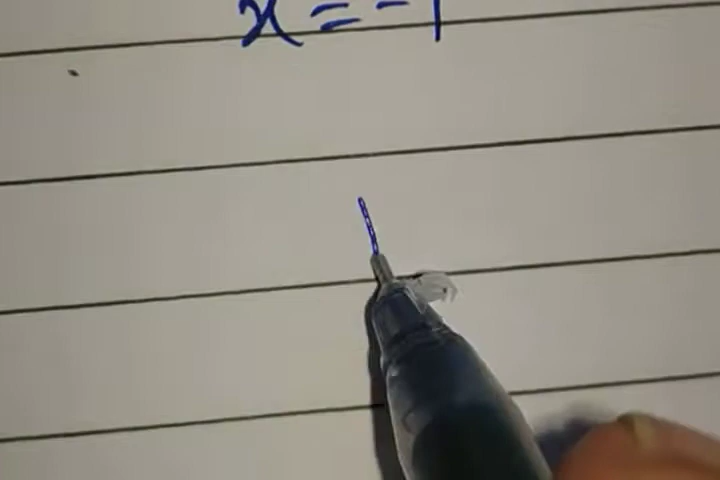 x = -1